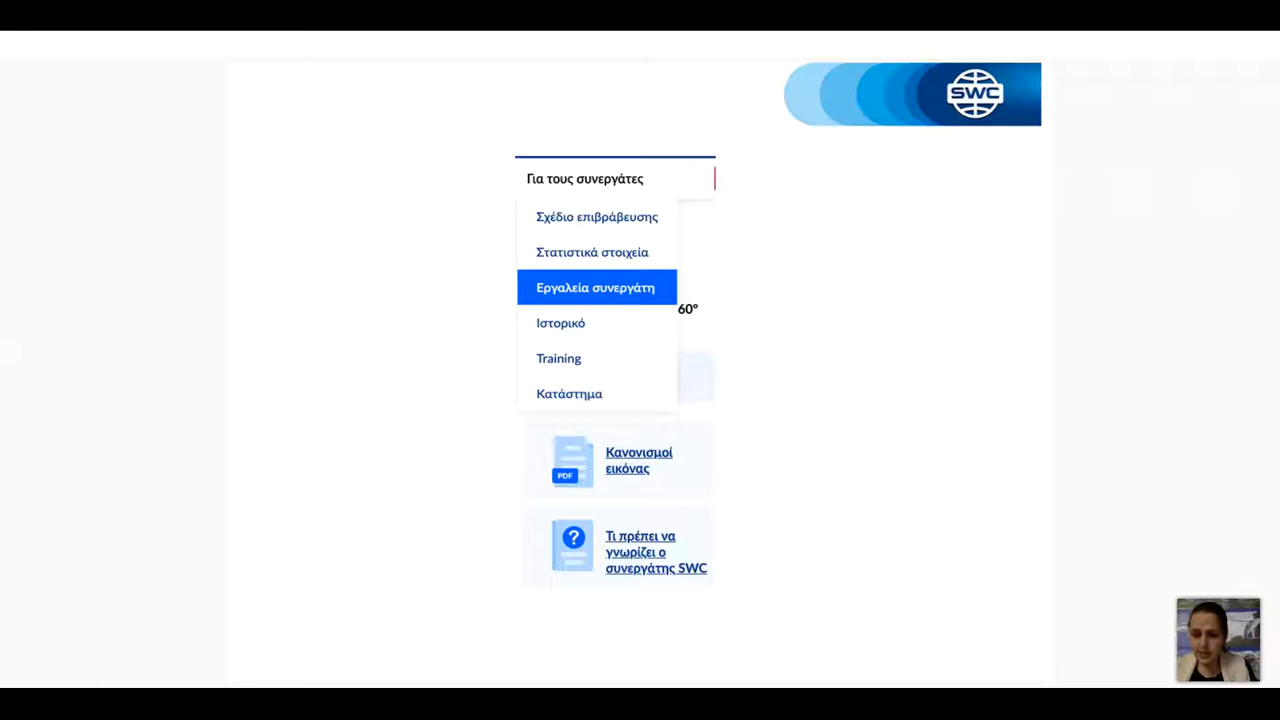 SWC
Για τους συνεργάτες
Σχέδιο επιβράβευσης
Στατιστικά στοιχεία
Εργαλεία συνεργάτη
60°
Ιστορικό
Training
Κατάστημα
PDF
Κανονισμοί
εικόνας
?
Τι πρέπει να
γνωρίζει ο
συνεργάτης SWC